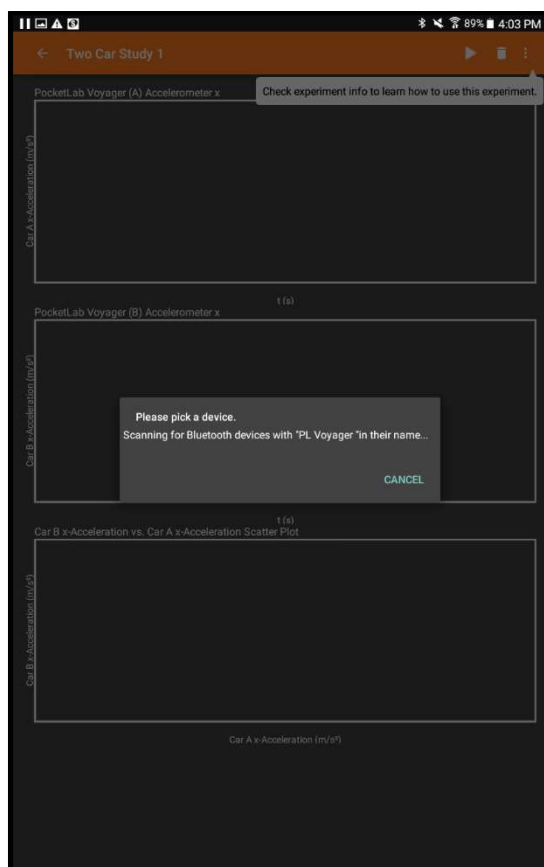 89% 4:03 PM
Two Car Study 1
Check experiment info to learn how to use this experiment.
PocketLab Voyager (A) Accelerometer x
Car A x-Acceleration (m/s²)
t (s)
PocketLab Voyager (B) Accelerometer x
Car B x-Acceleration (m/s²)
Please pick a device.
Scanning for Bluetooth devices with "PL Voyager "in their name...
CANCEL
t (s)
Car B x-Acceleration vs. Car A x-Acceleration Scatter Plot
Car B x-Acceleration (m/s²)
Car A x-Acceleration (m/s²)